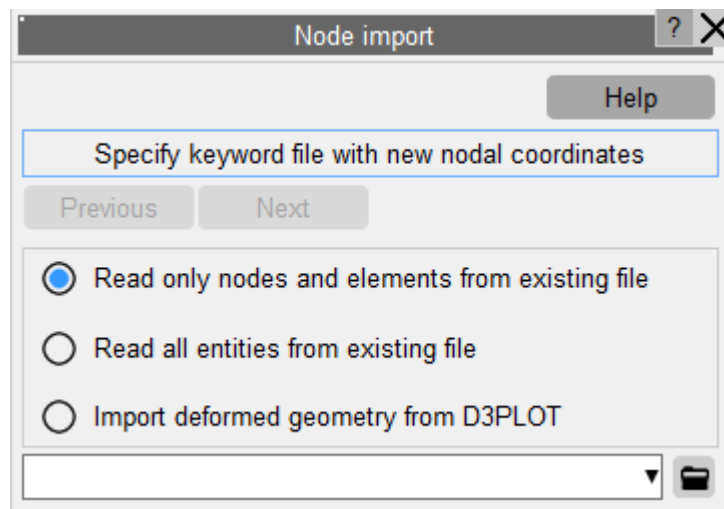 Node import
?
Help
Specify keyword file with new nodal coordinates
Previous Next
Read only nodes and elements from existing file
Read all entities from existing file
Import deformed geometry from D3PLOT